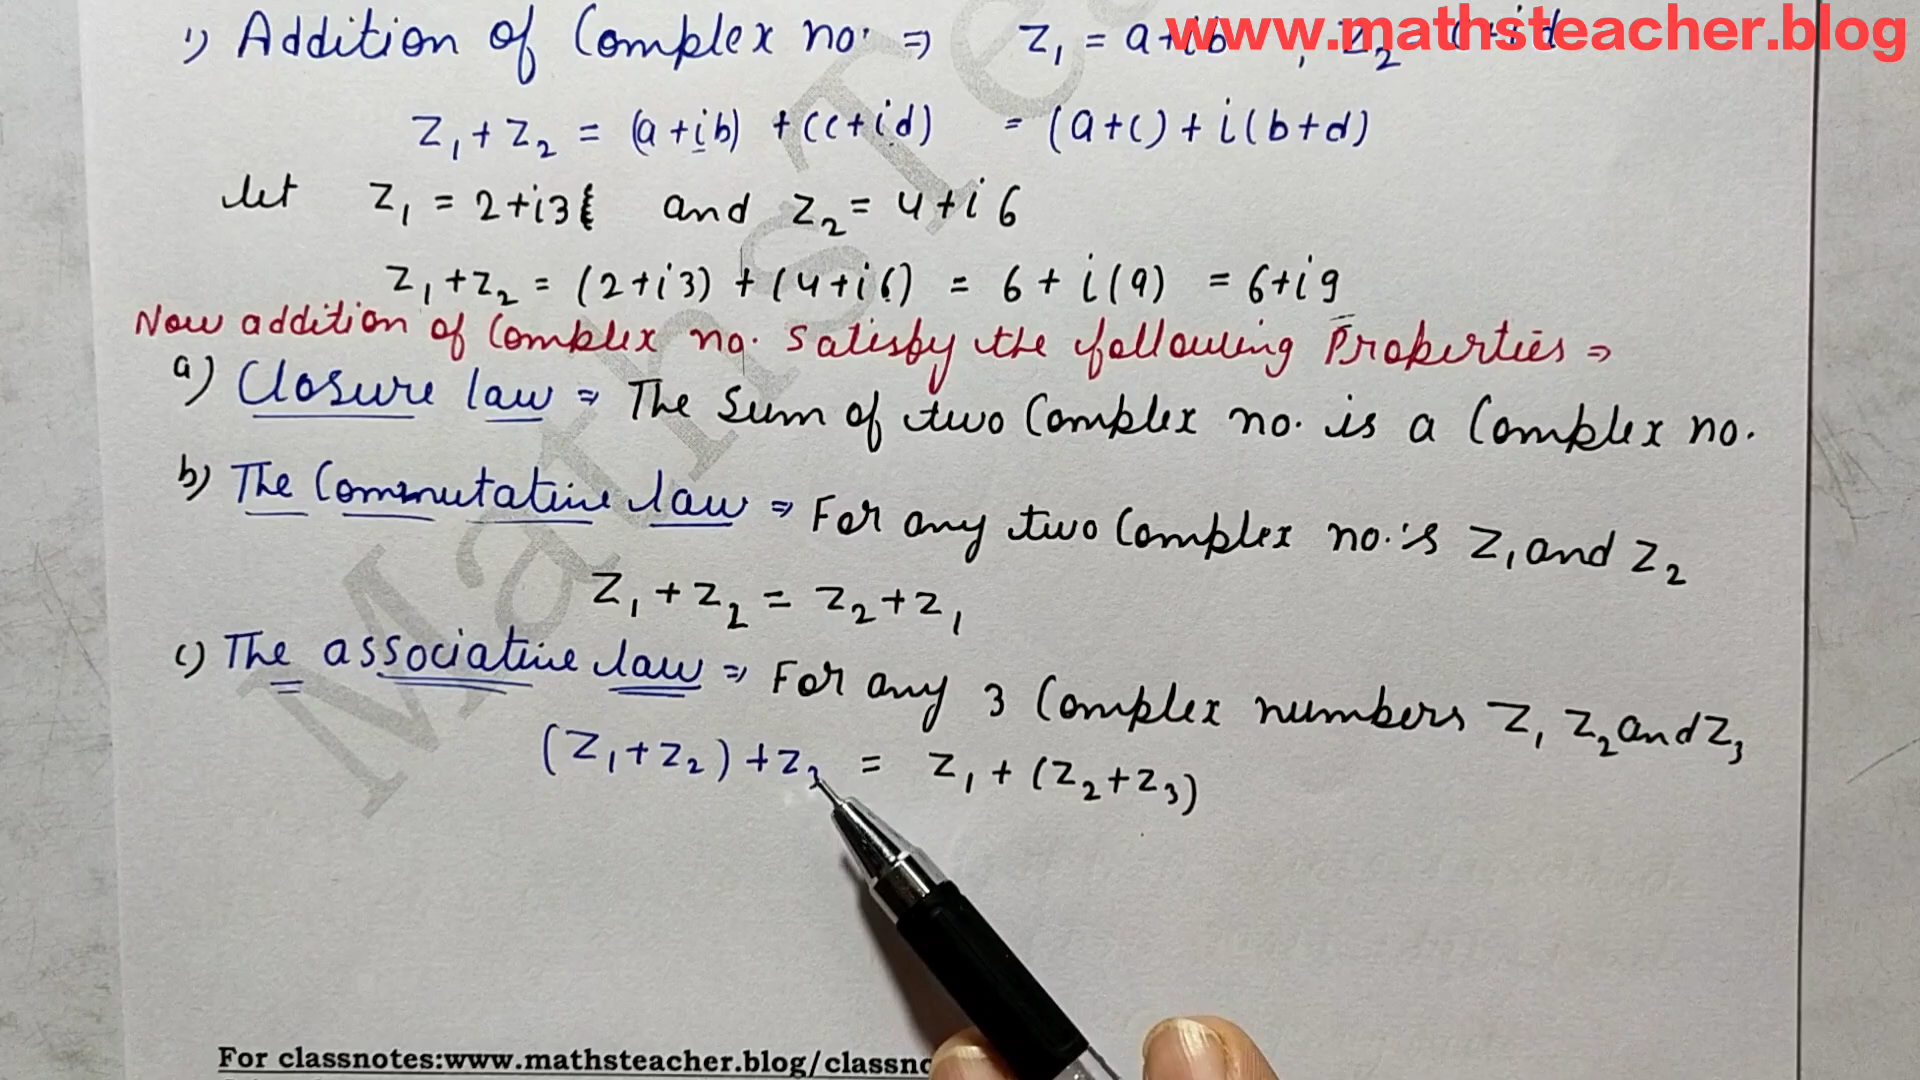 www.mathsteacher.blog
1) Addition of Complex no. ⇒ Z₁ = a+ib , Z₂ = c+id
Z₁+Z₂ = (a+ib) + (c+id) = (a+c) + i(b+d)
let Z₁ = 2+i3 and Z₂ = 4+i6
Z₁+Z₂ = (2+i3) + (4+i6) = 6 + i(9) = 6+i9
Now addition of Complex no. Satisfy the following Properties ⇒
a) Closure law ⇒ The Sum of two Complex no. is a Complex no.
b) The Commutative law ⇒ For any two Complex no.'s Z₁ and Z₂
Z₁+Z₂ = Z₂+Z₁
c) The associative law ⇒ For any 3 Complex numbers Z₁ Z₂ and Z₃
(Z₁+Z₂)+Z₃ = Z₁+(Z₂+Z₃)
For classnotes:www.mathsteacher.blog/classno